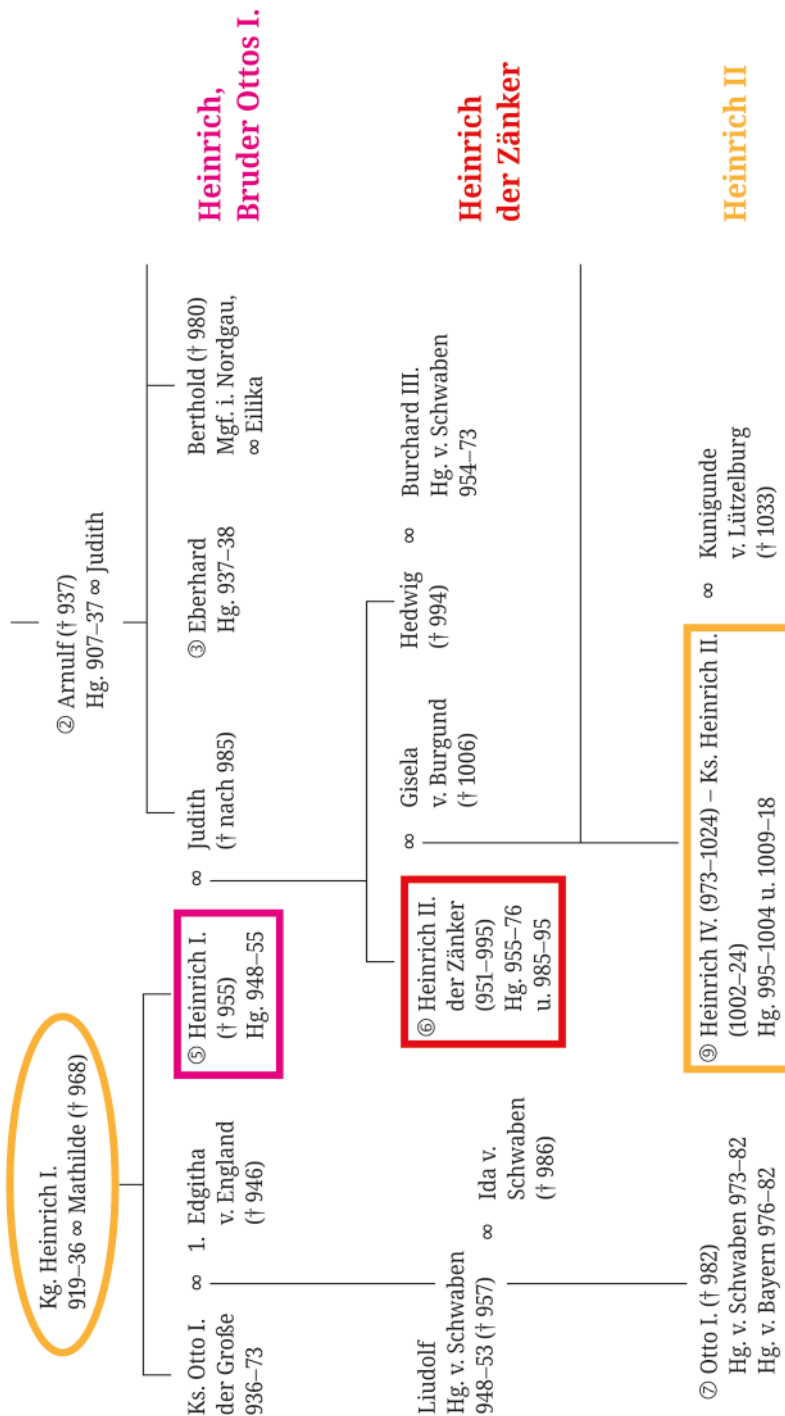 ② Arnulf († 937)
Hg. 907–37 ∞ Judith
Kg. Heinrich I.
919–36 ∞ Mathilde († 968)
Ks. Otto I.
der Große
936–73
∞
1. Edgitha
v. England
(† 946)
⑤ Heinrich I.
(† 955)
Hg. 948–55
∞
Judith
(† nach 985)
③ Eberhard
Hg. 937–38
Berthold († 980)
Mgf. i. Nordgau,
∞ Eilika
Heinrich,
Bruder Ottos I.
Liudolf
Hg. v. Schwaben
948–53 († 957)
∞ Ida v.
Schwaben
(† 986)
⑥ Heinrich II.
der Zänker
(951–995)
Hg. 955–76
u. 985–95
∞
Gisela
v. Burgund
(† 1006)
Hedwig
(† 994)
∞
Burchard III.
Hg. v. Schwaben
954–73
Heinrich
der Zänker
⑦ Otto I. († 982)
Hg. v. Schwaben 973–82
Hg. v. Bayern 976–82
⑨ Heinrich IV. (973–1024) – Ks. Heinrich II.
(1002–24)
Hg. 995–1004 u. 1009–18
∞
Kunigunde
v. Lützelburg
(† 1033)
Heinrich II